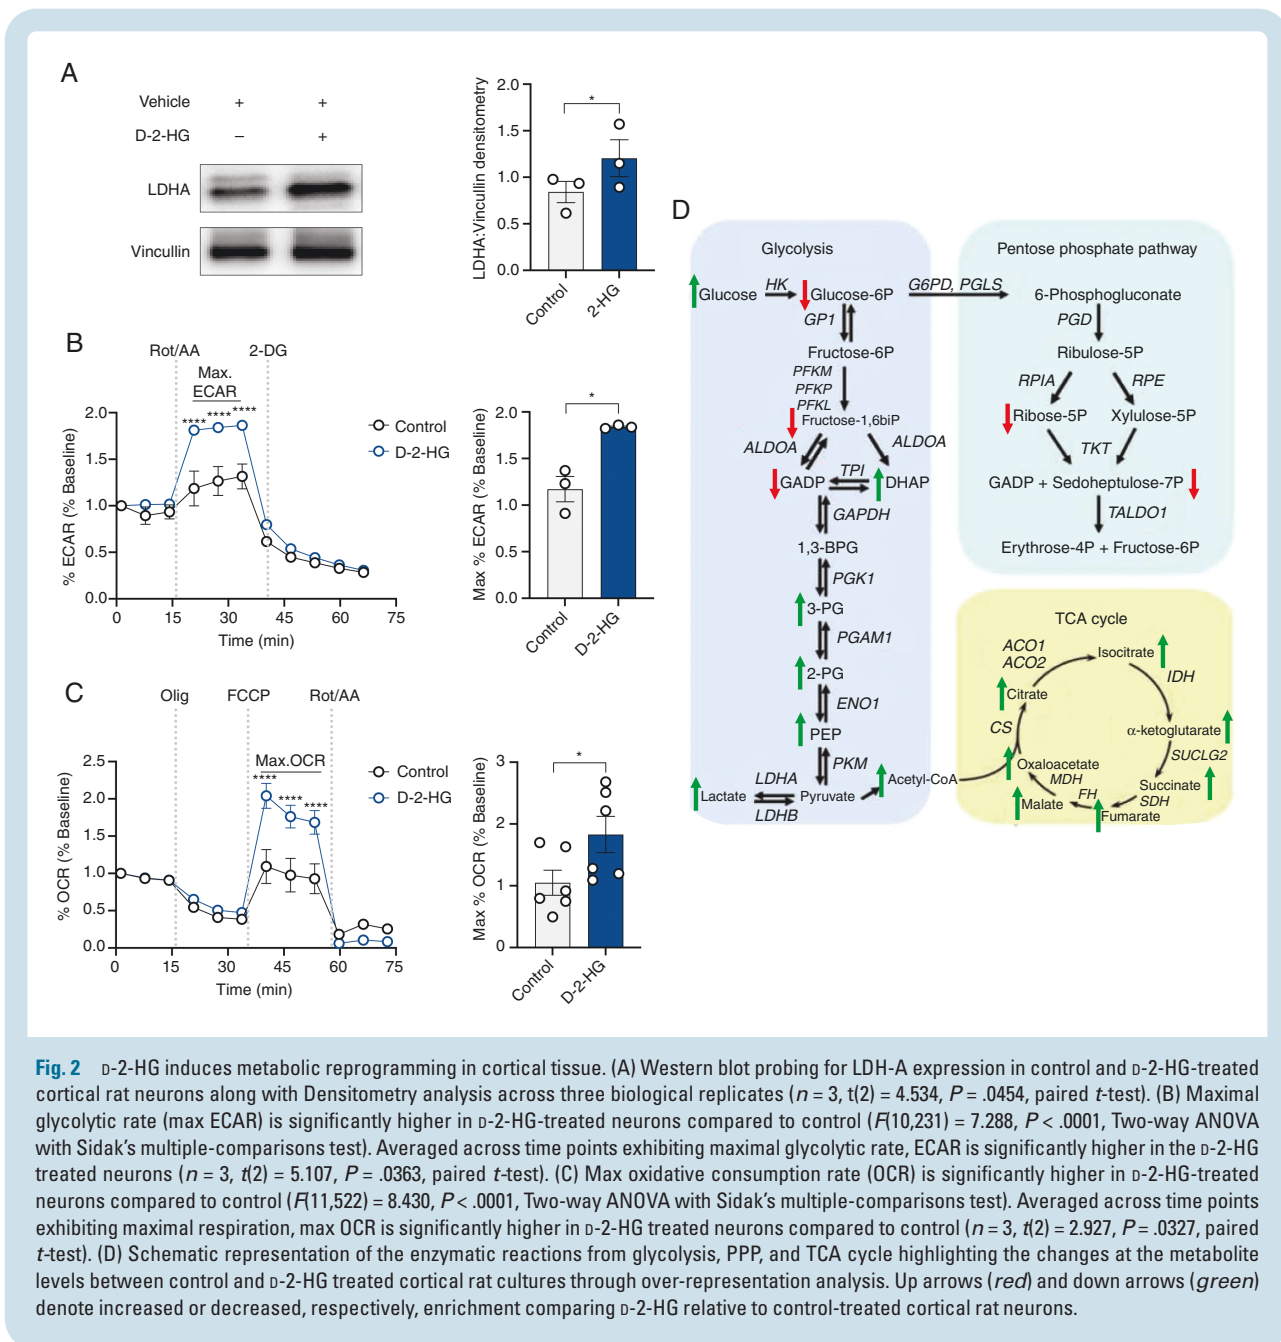 A
Vehicle + +
D-2-HG – +
LDHA
Vincullin
LDHA:Vincullin densitometry
2.0
1.5
1.0
0.5
0.0
*
Control
2-HG
B
Rot/AA
2-DG
Max.
ECAR
**** **** ****
% ECAR (% Baseline)
2.0
1.5
1.0
0.5
0.0
0 15 30 45 60 75
Time (min)
Control
D-2-HG
Max % ECAR (% Baseline)
2.0
1.5
1.0
0.5
0.0
*
Control
D-2-HG
C
Olig
FCCP
Rot/AA
Max.OCR
**** **** ****
% OCR (% Baseline)
2.5
2.0
1.5
1.0
0.5
0.0
0 15 30 45 60 75
Time (min)
Control
D-2-HG
Max % OCR (% Baseline)
3
2
1
0
*
Control
D-2-HG
D
Glycolysis
Glucose
HK
Glucose-6P
G6PD, PGLS
GP1
Fructose-6P
PFKM
PFKP
PFKL
Fructose-1,6biP
ALDOA
ALDOA
GADP
TPI
DHAP
GAPDH
1,3-BPG
PGK1
3-PG
PGAM1
2-PG
ENO1
PEP
PKM
Lactate
LDHA
LDHB
Pyruvate
Acetyl-CoA
Pentose phosphate pathway
6-Phosphogluconate
PGD
Ribulose-5P
RPIA
RPE
Ribose-5P
Xylulose-5P
TKT
GADP + Sedoheptulose-7P
TALDO1
Erythrose-4P + Fructose-6P
TCA cycle
ACO1
ACO2
Isocitrate
IDH
Citrate
CS
α-ketoglutarate
SUCLG2
Oxaloacetate
MDH
Succinate
SDH
FH
Malate
Fumarate
Fig. 2 D-2-HG induces metabolic reprogramming in cortical tissue. (A) Western blot probing for LDH-A expression in control and D-2-HG-treated
cortical rat neurons along with Densitometry analysis across three biological replicates (n = 3, t(2) = 4.534, P = .0454, paired t-test). (B) Maximal
glycolytic rate (max ECAR) is significantly higher in D-2-HG-treated neurons compared to control (F(10,231) = 7.288, P < .0001, Two-way ANOVA
with Sidak's multiple-comparisons test). Averaged across time points exhibiting maximal glycolytic rate, ECAR is significantly higher in the D-2-HG
treated neurons (n = 3, t(2) = 5.107, P = .0363, paired t-test). (C) Max oxidative consumption rate (OCR) is significantly higher in D-2-HG-treated
neurons compared to control (F(11,522) = 8.430, P < .0001, Two-way ANOVA with Sidak's multiple-comparisons test). Averaged across time points
exhibiting maximal respiration, max OCR is significantly higher in D-2-HG treated neurons compared to control (n = 3, t(2) = 2.927, P = .0327, paired
t-test). (D) Schematic representation of the enzymatic reactions from glycolysis, PPP, and TCA cycle highlighting the changes at the metabolite
levels between control and D-2-HG treated cortical rat cultures through over-representation analysis. Up arrows (red) and down arrows (green)
denote increased or decreased, respectively, enrichment comparing D-2-HG relative to control-treated cortical rat neurons.